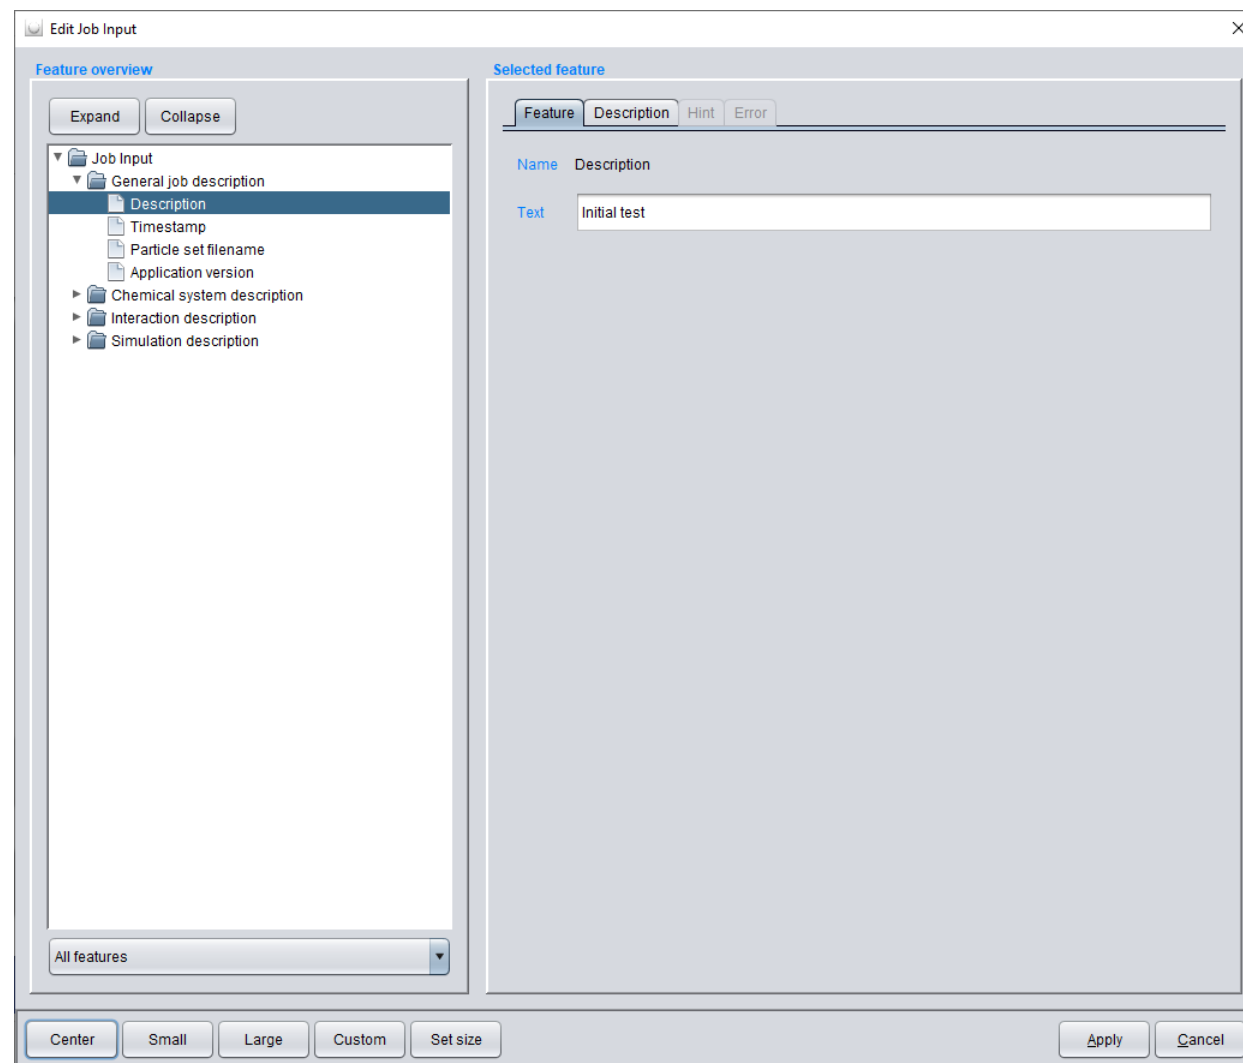 Edit Job Input
Feature overview
Expand Collapse
Job Input
General job description
Description
Timestamp
Particle set filename
Application version
Chemical system description
Interaction description
Simulation description
All features
Selected feature
Feature Description Hint Error
Name Description
Text Initial test
Center Small Large Custom Set size Apply Cancel